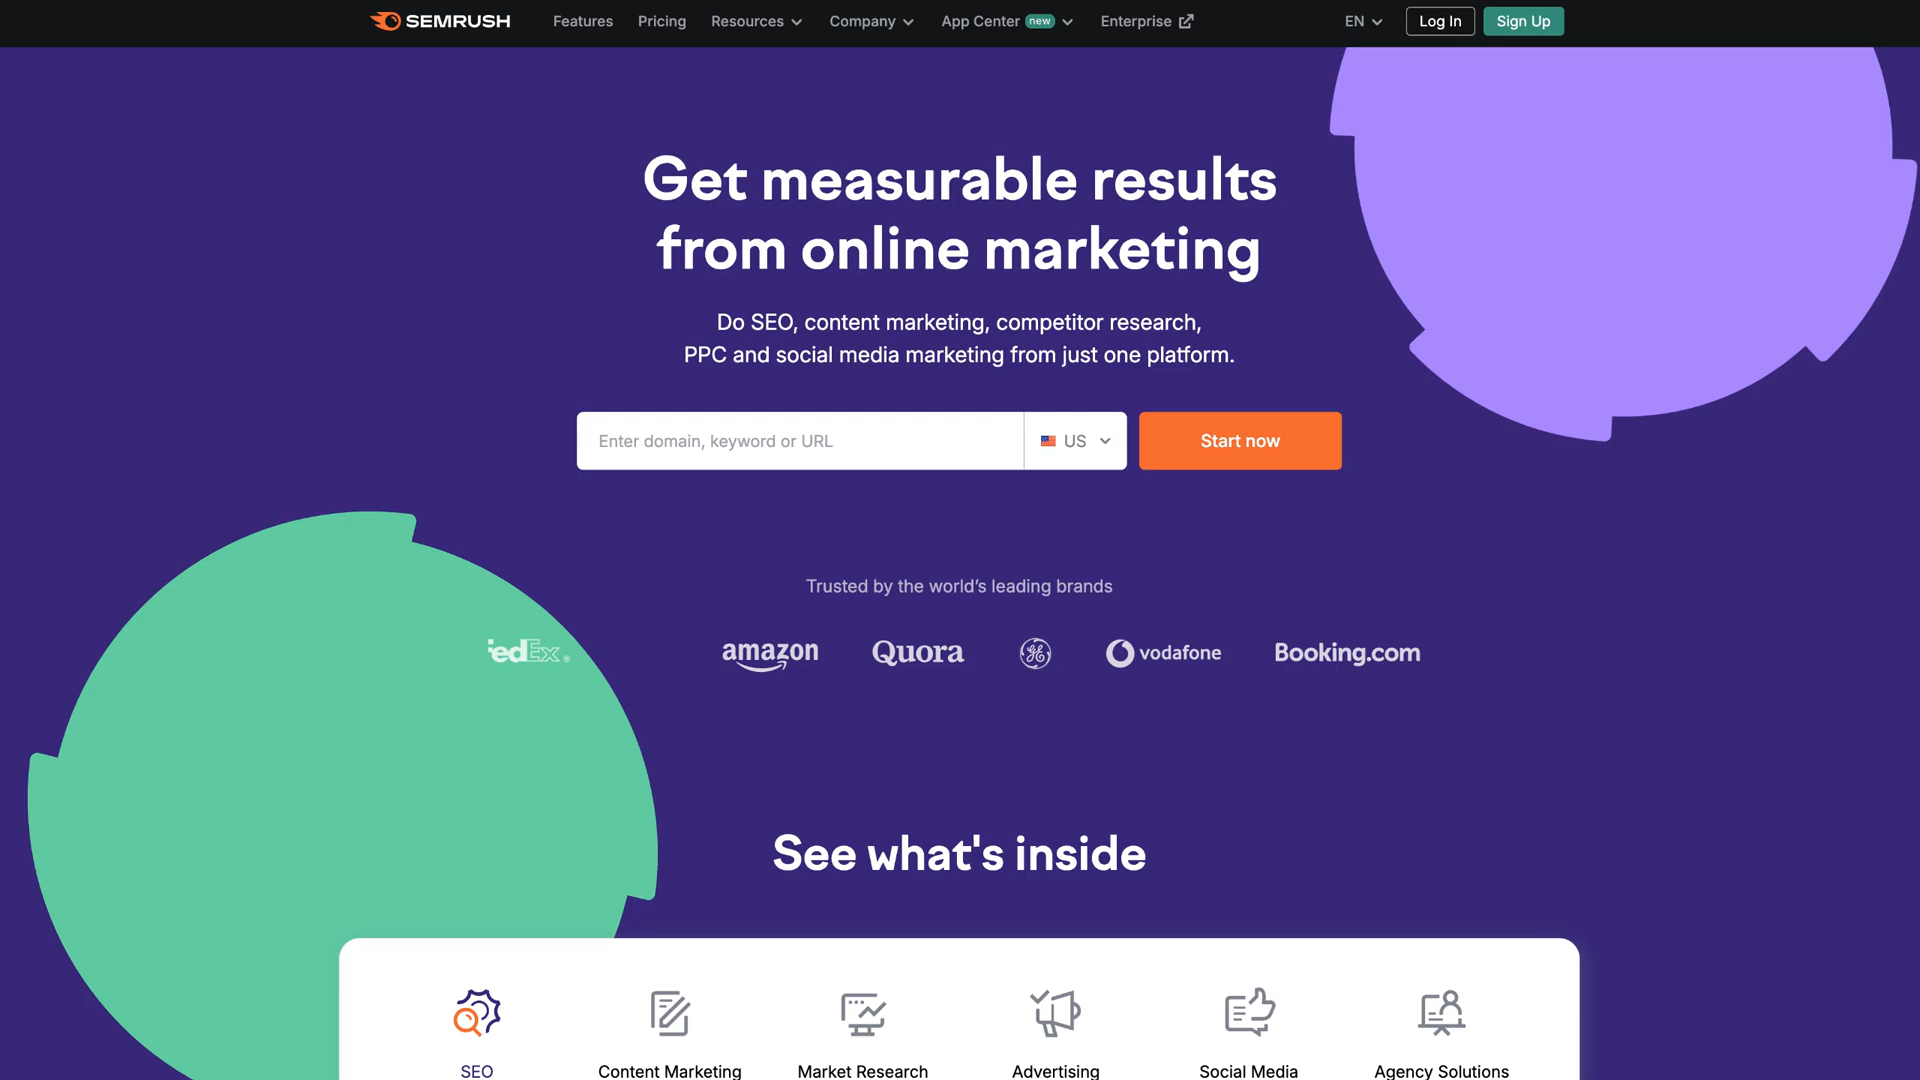 SEMRUSH Features Pricing Resources Company App Center new Enterprise EN Log In Sign Up
Get measurable results
from online marketing
Do SEO, content marketing, competitor research,
PPC and social media marketing from just one platform.
Enter domain, keyword or URL US Start now
Trusted by the world’s leading brands
edEx® amazon Quora GE vodafone Booking.com
See what's inside
SEO Content Marketing Market Research Advertising Social Media Agency Solutions